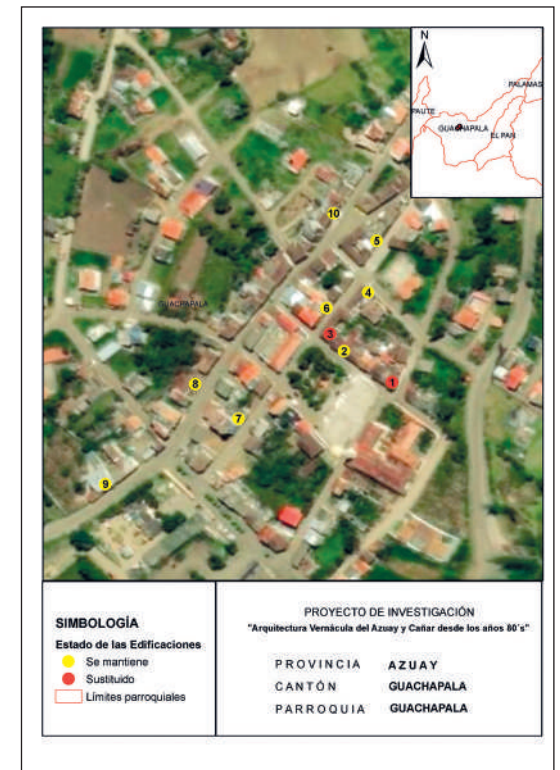 N
PALAMAS
PAUTE
GUACHAPALA
EL PAN
10
5
4
6
GUACHAPALA
3
2
1
8
7
9
SIMBOLOGÍA
Estado de las Edificaciones
Se mantiene
Sustituido
Límites parroquiales
PROYECTO DE INVESTIGACIÓN
"Arquitectura Vernácula del Azuay y Cañar desde los años 80´s"
PROVINCIA AZUAY
CANTÓN GUACHAPALA
PARROQUIA GUACHAPALA